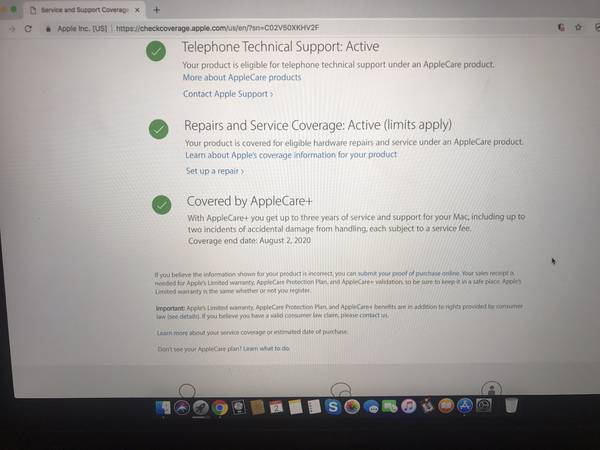 Service and Support Coverage
Apple Inc. [US] | https://checkcoverage.apple.com/us/en/?sn=C02V50XKHV2F
Telephone Technical Support: Active
Your product is eligible for telephone technical support under an AppleCare product.
More about AppleCare products
Contact Apple Support >
Repairs and Service Coverage: Active (limits apply)
Your product is covered for eligible hardware repairs and service under an AppleCare product.
Learn about Apple's coverage information for your product
Set up a repair >
Covered by AppleCare+
With AppleCare+ you get up to three years of service and support for your Mac, including up to
two incidents of accidental damage from handling, each subject to a service fee.
Coverage end date: August 2, 2020
If you believe the information shown for your product is incorrect, you can submit your proof of purchase online. Your sales receipt is
needed for Apple's Limited warranty, AppleCare Protection Plan, and AppleCare+ validation, so be sure to keep it in a safe place. Apple's
Limited warranty is the same whether or not you register.
Important: Apple's Limited warranty, AppleCare Protection Plan, and AppleCare+ benefits are in addition to rights provided by consumer
law (see details). If you believe you have a valid consumer law claim, please contact us.
Learn more about your service coverage or estimated date of purchase.
Don't see your AppleCare plan? Learn what to do.
2